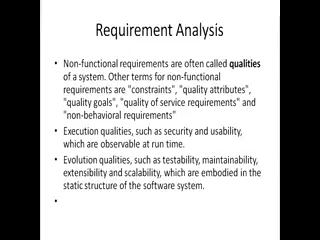 Requirement Analysis
• Non-functional requirements are often called qualities
of a system. Other terms for non-functional
requirements are "constraints", "quality attributes",
"quality goals", "quality of service requirements" and
"non-behavioral requirements”
• Execution qualities, such as security and usability,
which are observable at run time.
• Evolution qualities, such as testability, maintainability,
extensibility and scalability, which are embodied in the
static structure of the software system.
•